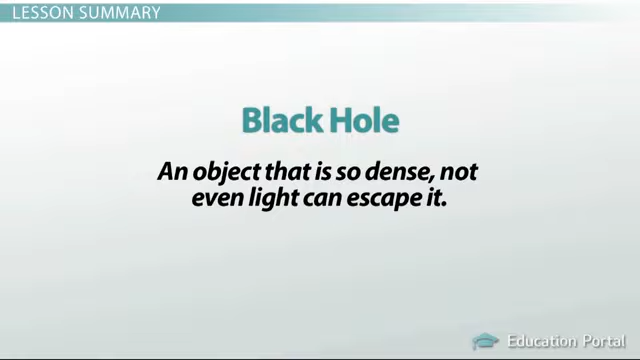 LESSON SUMMARY
Black Hole
An object that is so dense, not
even light can escape it.
Education Portal